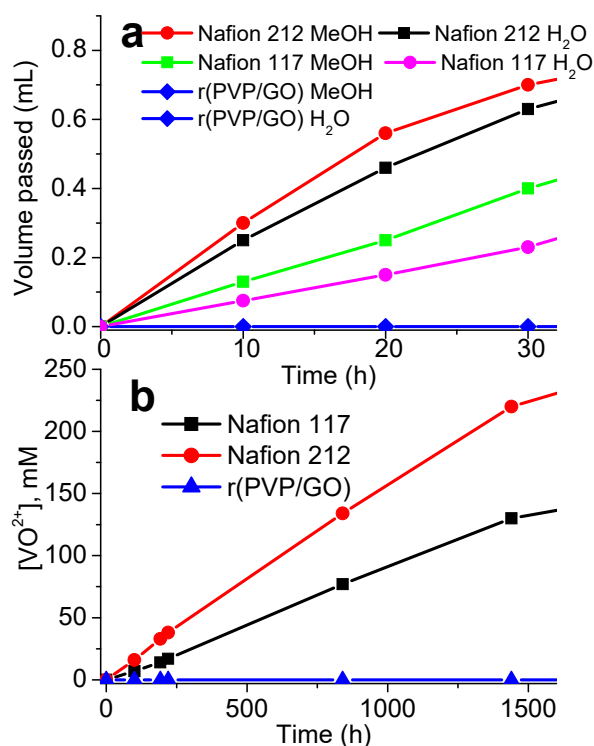 a
Nafion 212 MeOH
Nafion 212 H₂O
Nafion 117 MeOH
Nafion 117 H₂O
r(PVP/GO) MeOH
r(PVP/GO) H₂O
Volume passed (mL)
0.8
0.6
0.4
0.2
0.0
0 10 20 30
Time (h)
b
Nafion 117
Nafion 212
r(PVP/GO)
[VO²⁺], mM
250
200
150
100
50
0
0 500 1000 1500
Time (h)